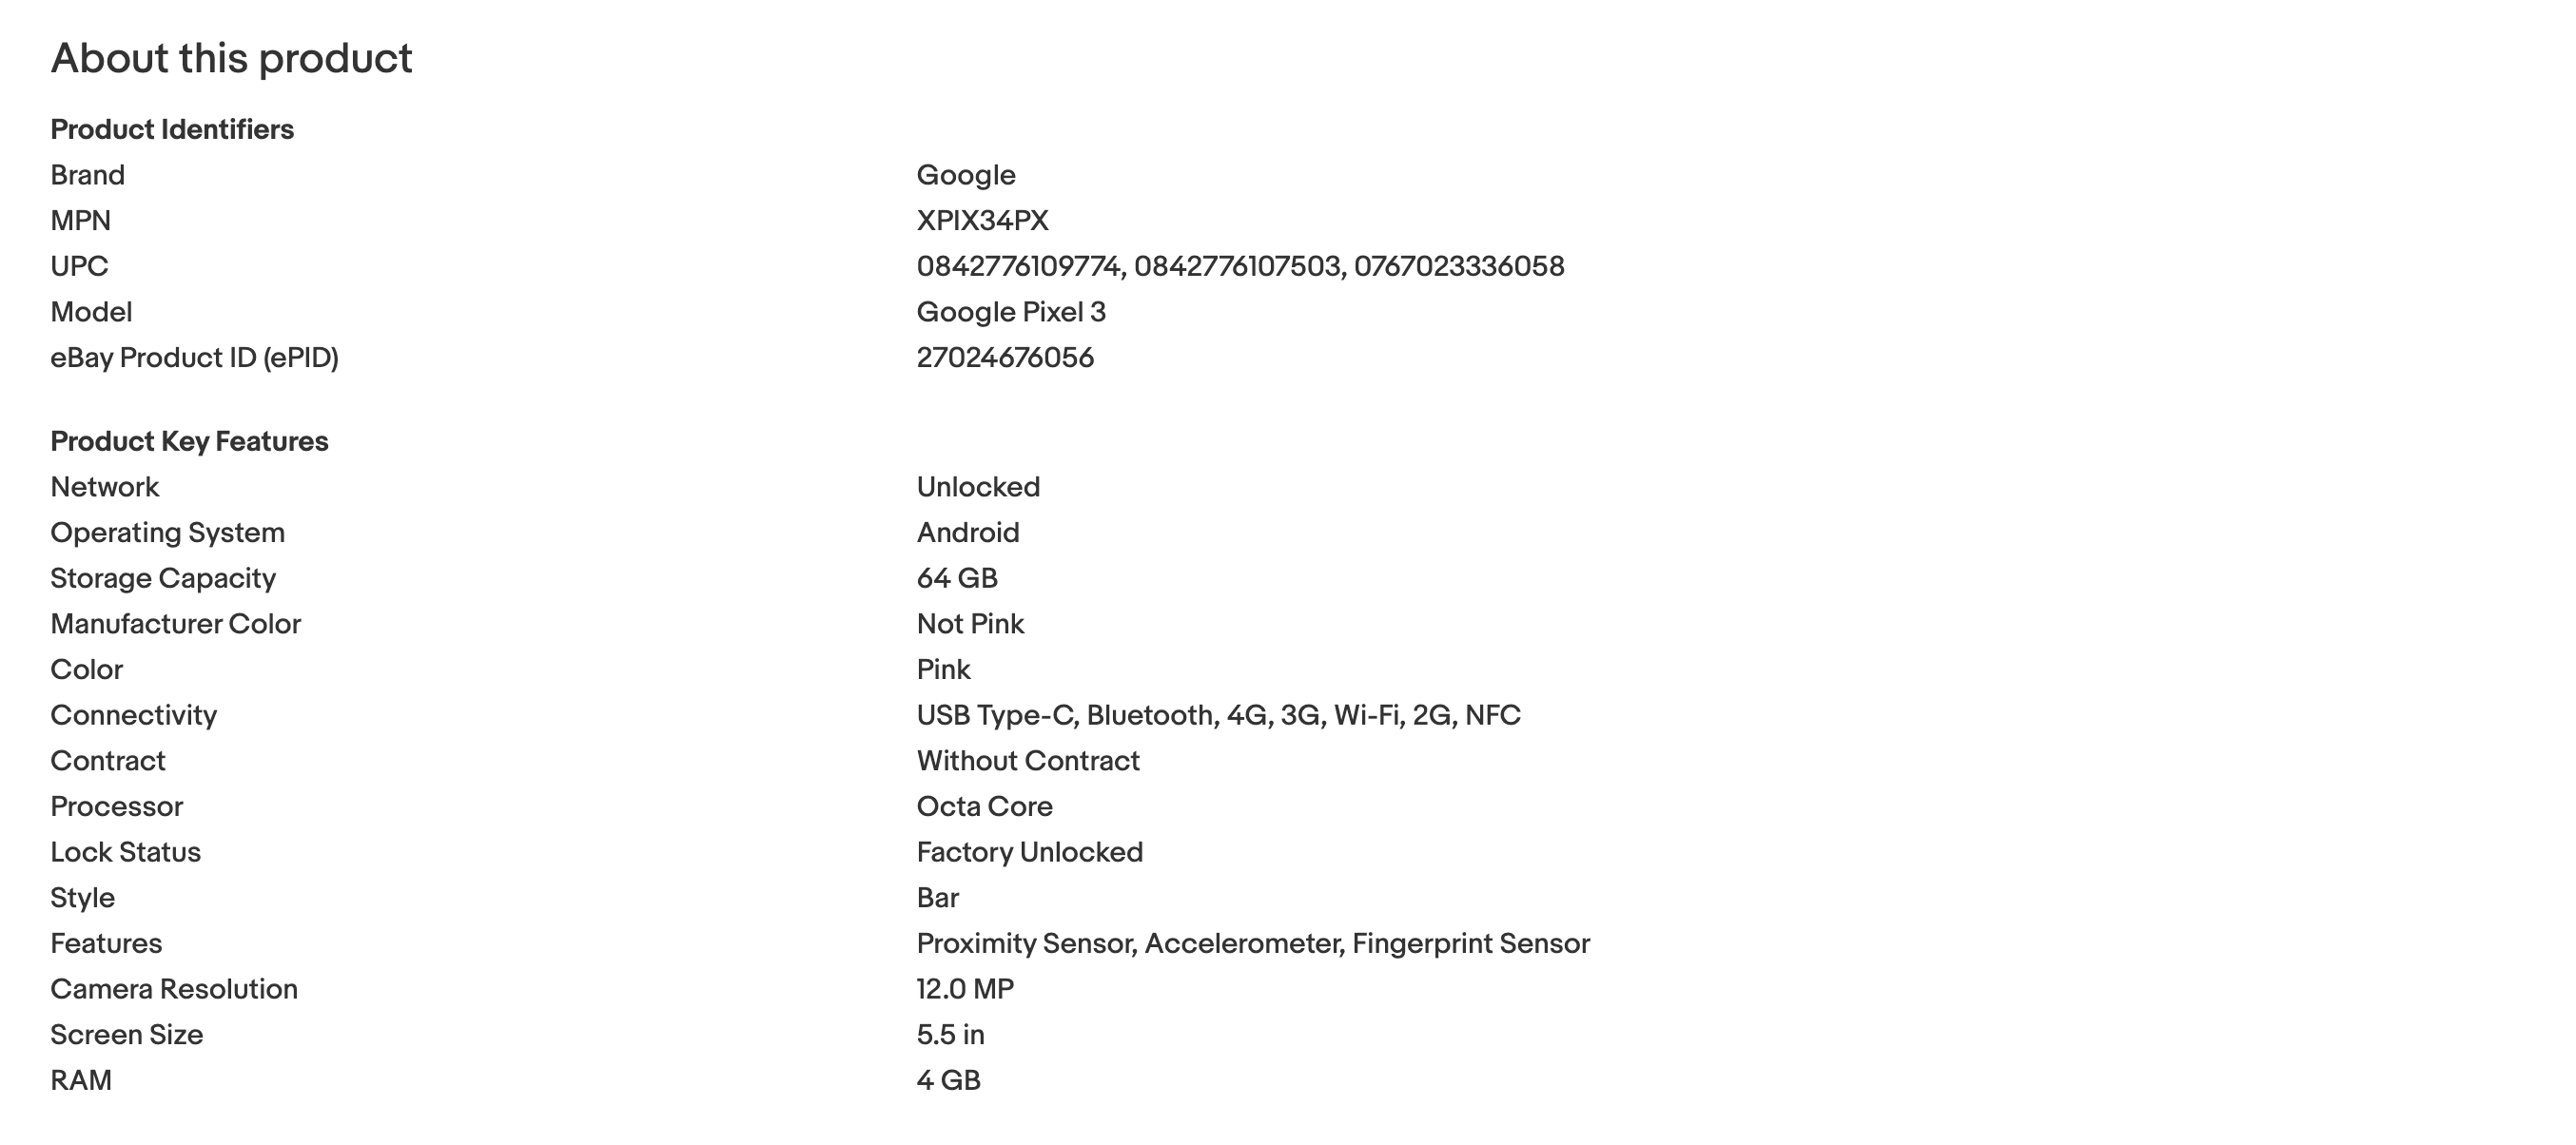 About this product
Product Identifiers
Brand Google
MPN XPIX34PX
UPC 0842776109774, 0842776107503, 0767023336058
Model Google Pixel 3
eBay Product ID (ePID) 27024676056
Product Key Features
Network Unlocked
Operating System Android
Storage Capacity 64 GB
Manufacturer Color Not Pink
Color Pink
Connectivity USB Type-C, Bluetooth, 4G, 3G, Wi-Fi, 2G, NFC
Contract Without Contract
Processor Octa Core
Lock Status Factory Unlocked
Style Bar
Features Proximity Sensor, Accelerometer, Fingerprint Sensor
Camera Resolution 12.0 MP
Screen Size 5.5 in
RAM 4 GB